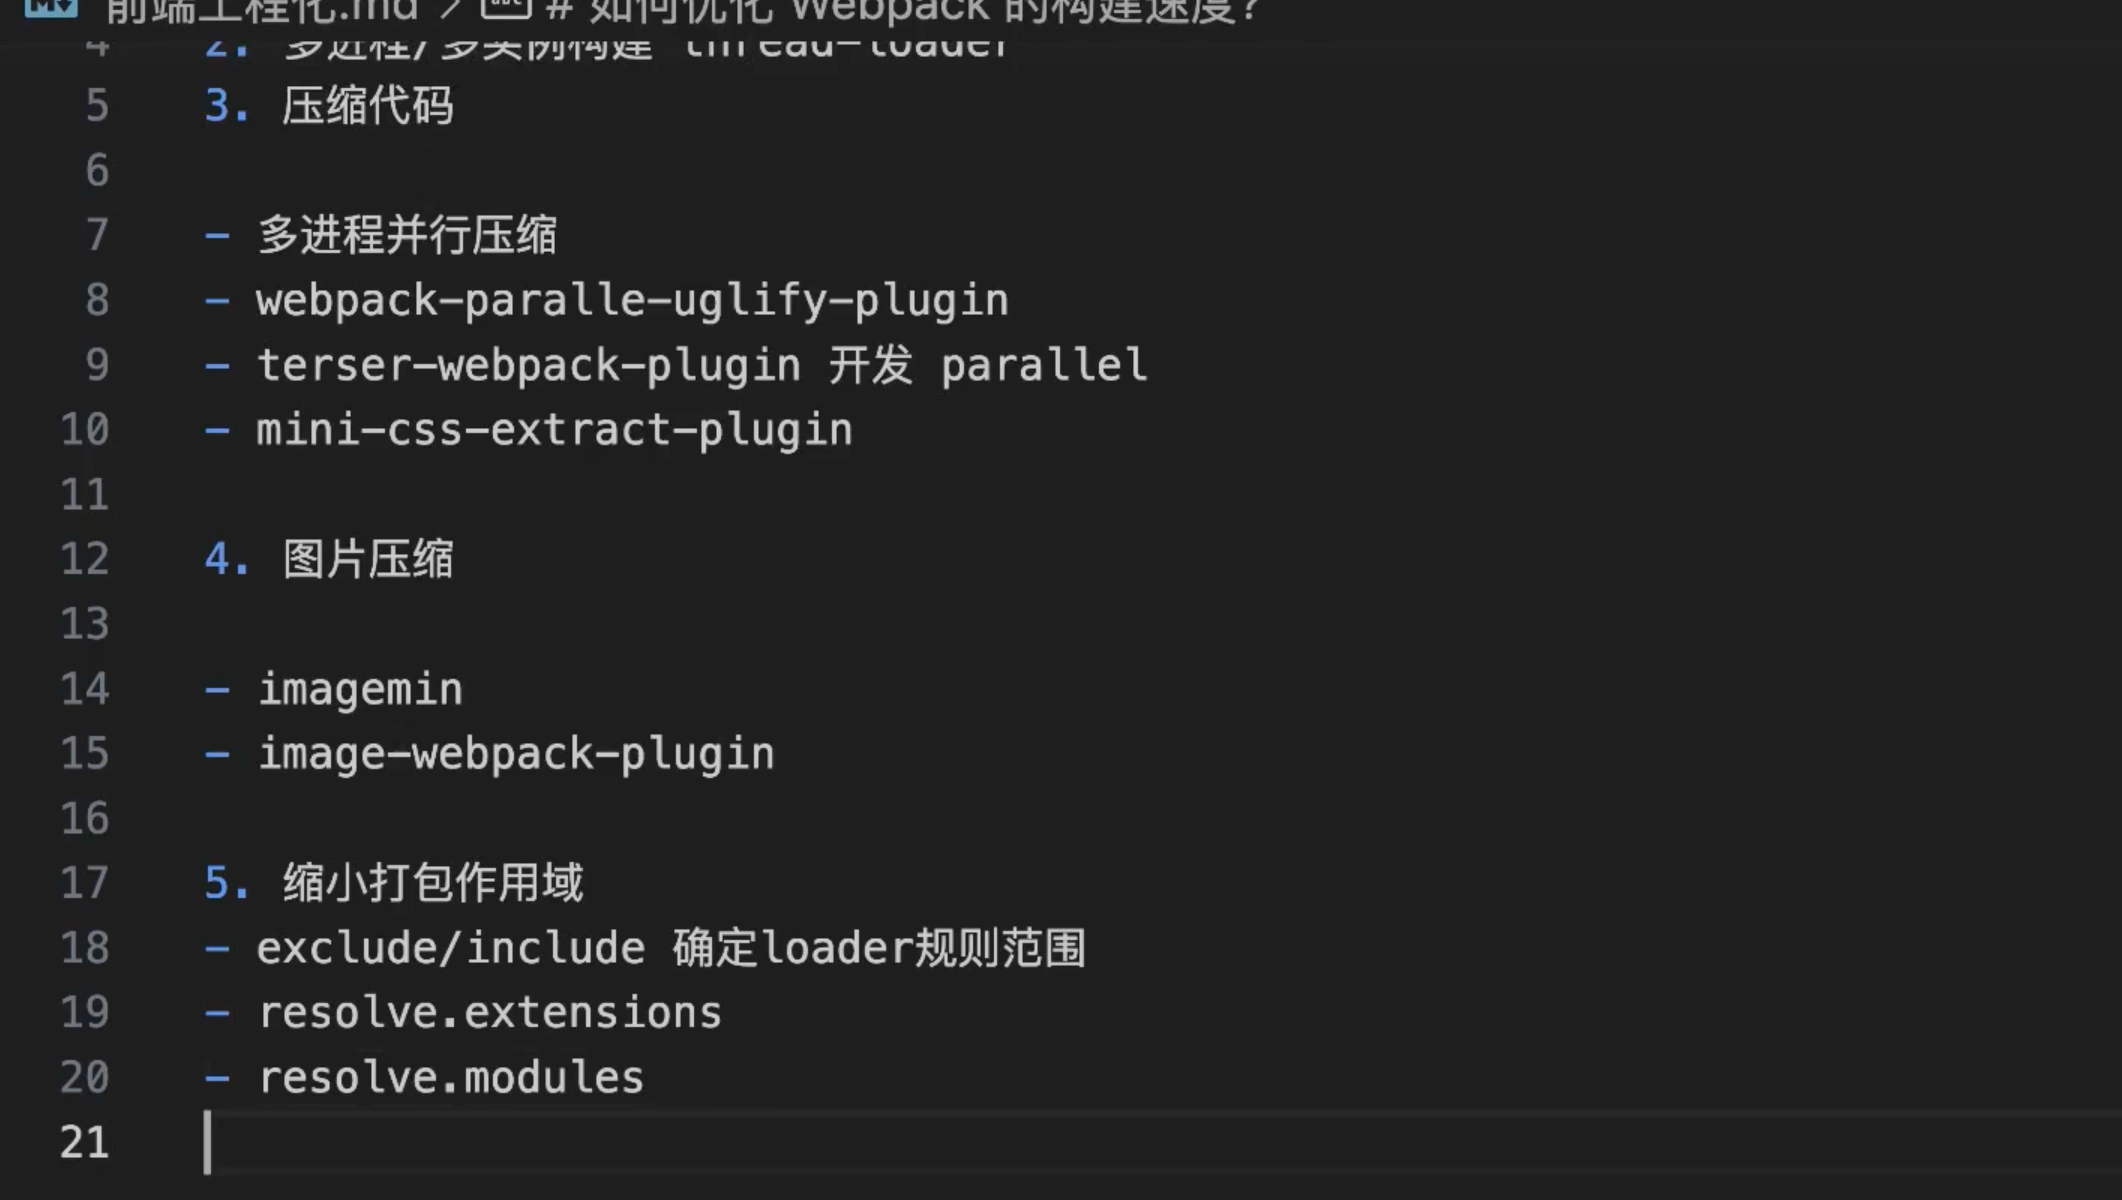 前端工程化.md > # 如何优化 Webpack 的构建速度?
4 2. 多进程/多实例构建 thread-loader
5 3. 压缩代码
6
7 - 多进程并行压缩
8 - webpack-paralle-uglify-plugin
9 - terser-webpack-plugin 开发 parallel
10 - mini-css-extract-plugin
11
12 4. 图片压缩
13
14 - imagemin
15 - image-webpack-plugin
16
17 5. 缩小打包作用域
18 - exclude/include 确定loader规则范围
19 - resolve.extensions
20 - resolve.modules
21